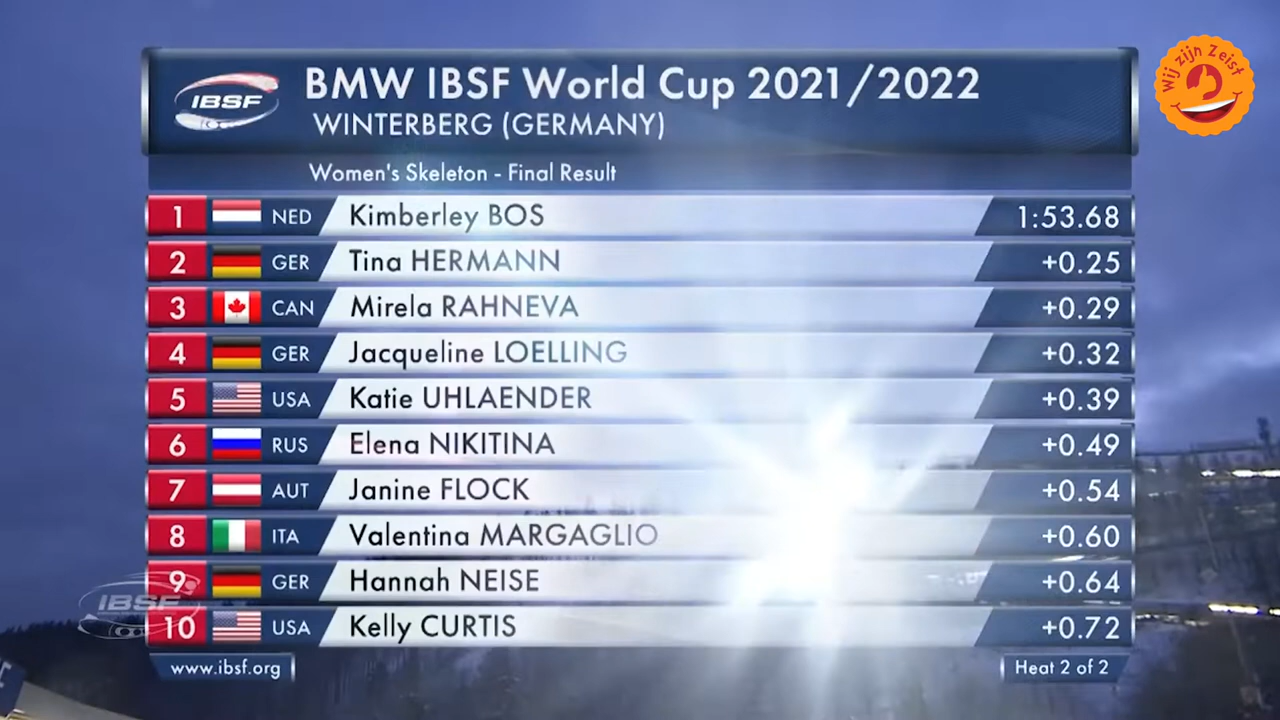 Wij zijn Zeist
IBSF
BMW IBSF World Cup 2021/2022
WINTERBERG (GERMANY)
Women's Skeleton - Final Result
1 NED Kimberley BOS 1:53.68
2 GER Tina HERMANN +0.25
3 CAN Mirela RAHNEVA +0.29
4 GER Jacqueline LOELLING +0.32
5 USA Katie UHLAENDER +0.39
6 RUS Elena NIKITINA +0.49
7 AUT Janine FLOCK +0.54
8 ITA Valentina MARGAGLIO +0.60
9 GER Hannah NEISE +0.64
IBSF
10 USA Kelly CURTIS +0.72
www.ibsf.org Heat 2 of 2